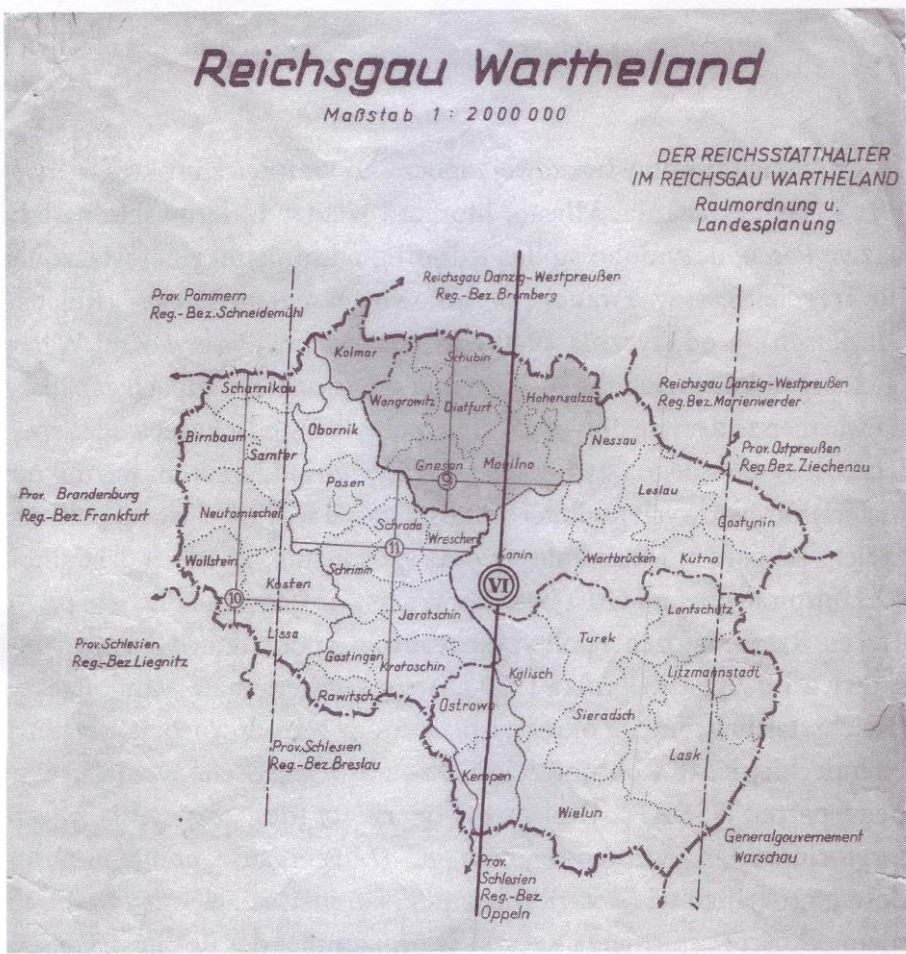 Reichsgau Wartheland
Maßstab 1 : 2000000
DER REICHSSTATTHALTER
IM REICHSGAU WARTHELAND
Raumordnung u.
Landesplanung
Reichsgau Danzig-Westpreußen
Reg.-Bez. Bromberg
Prov. Pommern
Reg.-Bez. Schneidemühl
Kolmar
Schubin
Scharnikau
Reichsgau Danzig-Westpreußen
Reg.Bez. Marienwerder
Wongrowitz
Dietfurt
Hohensalza
Birnbaum
Obornik
Nessau
Samter
Prov. Ostpreußen
Reg.Bez. Ziechenau
Gnesen
Mogilno
9
Posen
Leslau
Prov. Brandenburg
Reg.-Bez. Frankfurt
Neutomischel
Gostynin
Schroda
Wreschen
11
Wollstein
Schrimm
Konin
Wartbrücken
Kutno
Kosten
VI
10
Lentschütz
Jarotschin
Lissa
Turek
Prov. Schlesien
Reg.-Bez. Liegnitz
Gostingen
Krotoschin
Kalisch
Litzmannstadt
Rawitsch
Ostrowo
Sieradsch
Prov. Schlesien
Reg.-Bez. Breslau
Lask
Kempen
Wielun
Generalgouvernement
Warschau
Prov.
Schlesien
Reg.-Bez.
Oppeln